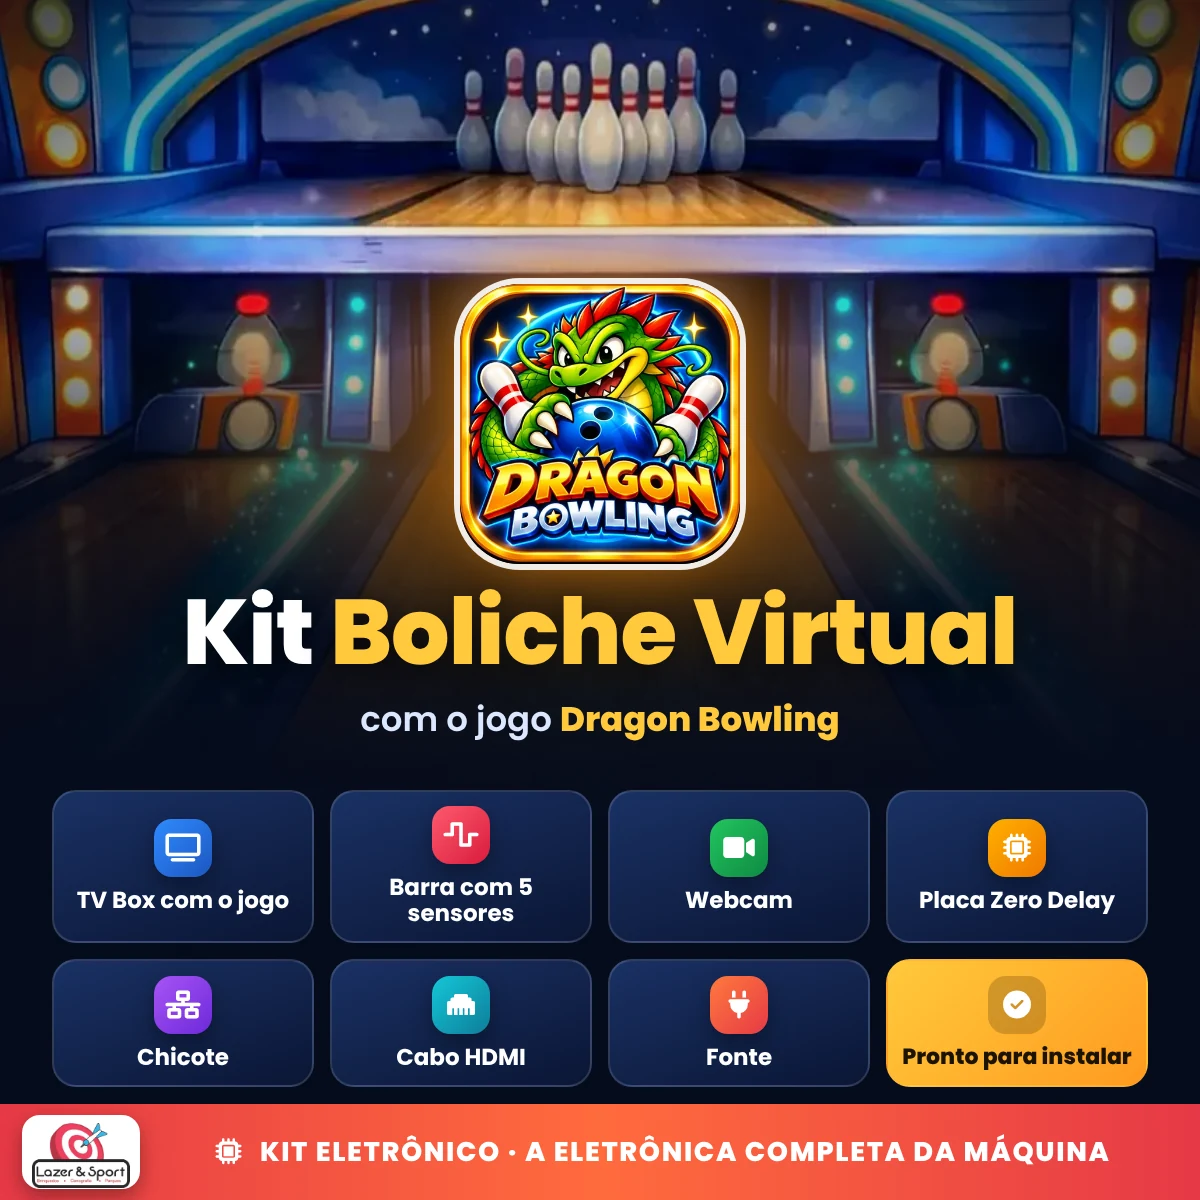 DRAGON
BOWLING
Kit Boliche Virtual
com o jogo Dragon Bowling
TV Box com o jogo
Barra com 5
sensores
Webcam
Placa Zero Delay
Chicote
Cabo HDMI
Fonte
Pronto para instalar
Lazer & Sport
KIT ELETRÔNICO · A ELETRÔNICA COMPLETA DA MÁQUINA